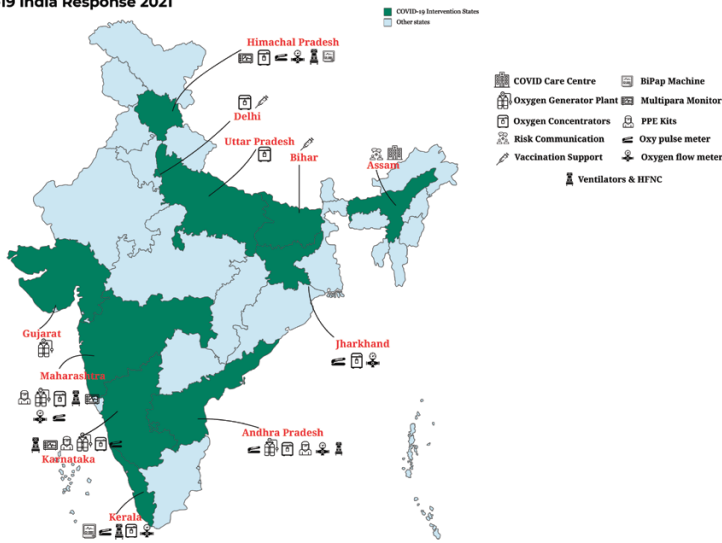 19 India Response 2021
COVID-19 Intervention States
Other states
Himachal Pradesh
Delhi
Uttar Pradesh
Bihar
Assam
COVID Care Centre
BiPap Machine
Oxygen Generator Plant
Multipara Monitor
Oxygen Concentrators
PPE Kits
Risk Communication
Oxy pulse meter
Vaccination Support
Oxygen flow meter
Ventilators & HFNC
Gujarat
Jharkhand
Maharashtra
Andhra Pradesh
Karnataka
Kerala